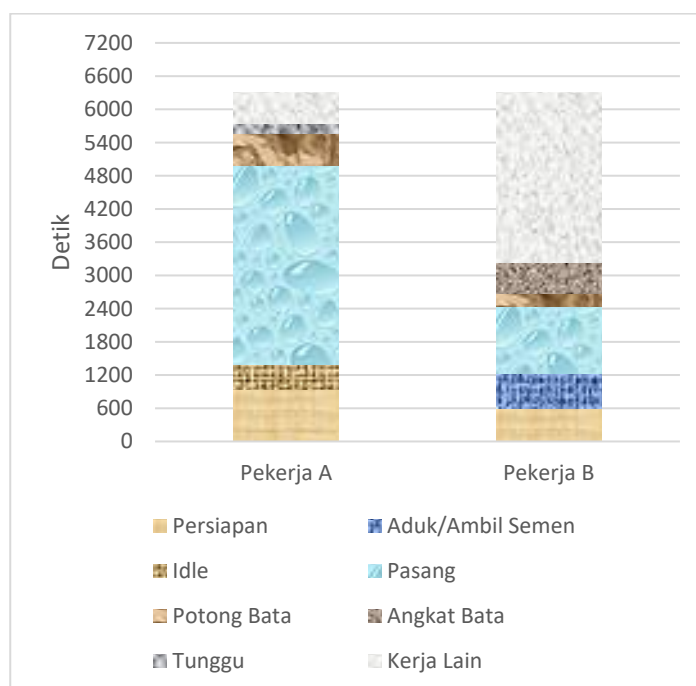 7200
6600
6000
5400
4800
4200
3600
3000
2400
1800
1200
600
0
Detik
Pekerja A Pekerja B
Persiapan Aduk/Ambil Semen
Idle Pasang
Potong Bata Angkat Bata
Tunggu Kerja Lain